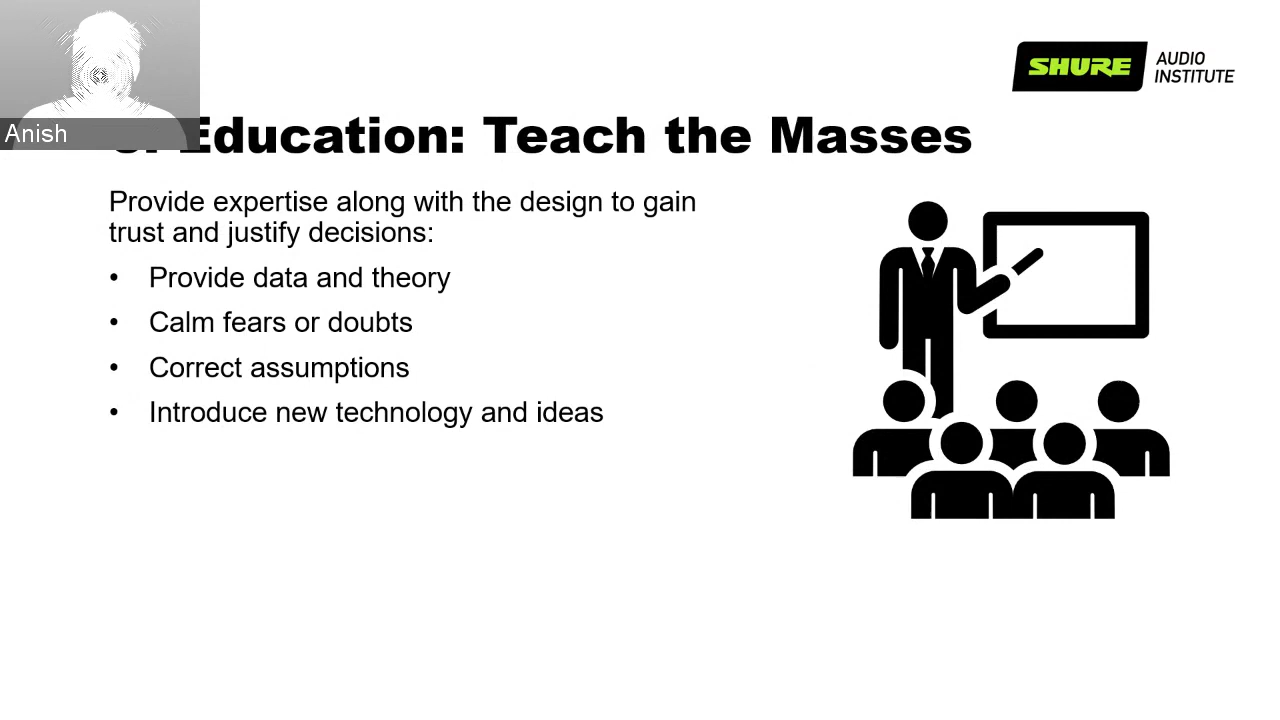 SHURE AUDIO
INSTITUTE
Anish
Education: Teach the Masses
Provide expertise along with the design to gain
trust and justify decisions:
• Provide data and theory
• Calm fears or doubts
• Correct assumptions
• Introduce new technology and ideas